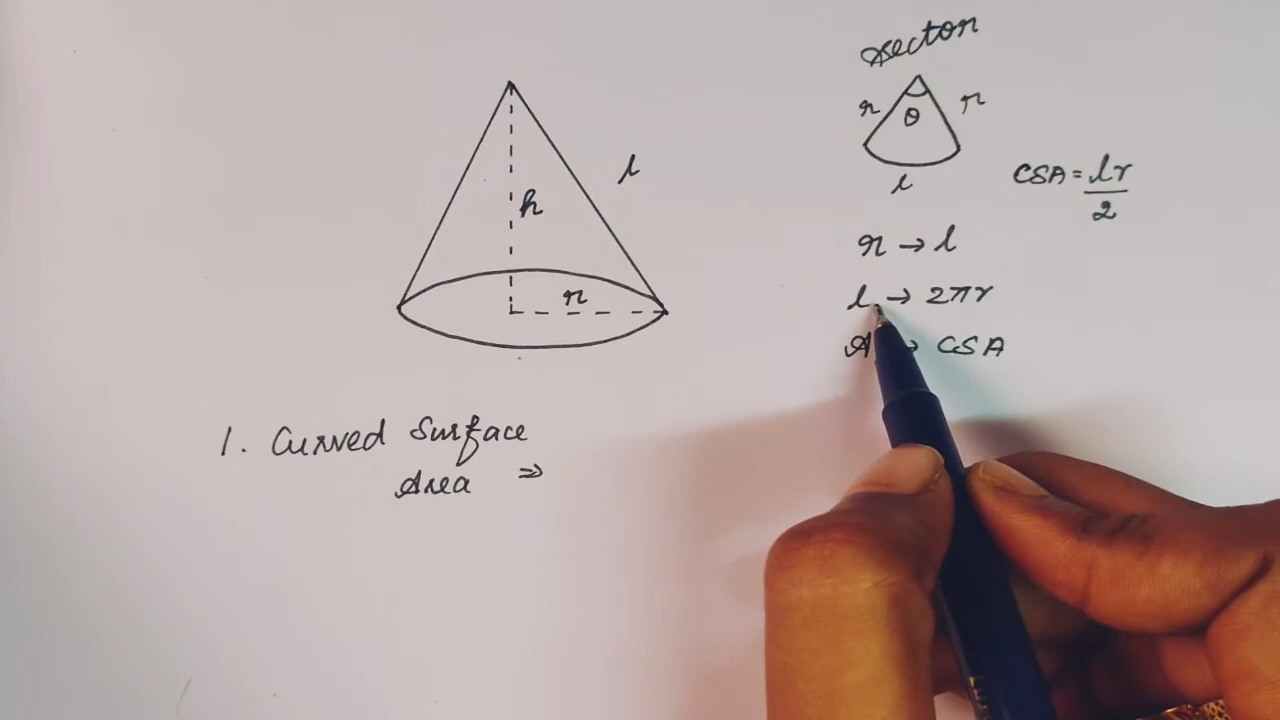 sector
r θ r
l
l
h
r
CSA = lr/2
r → l
l → 2πr
A → CSA
1. Curved Surface
Area ⇒